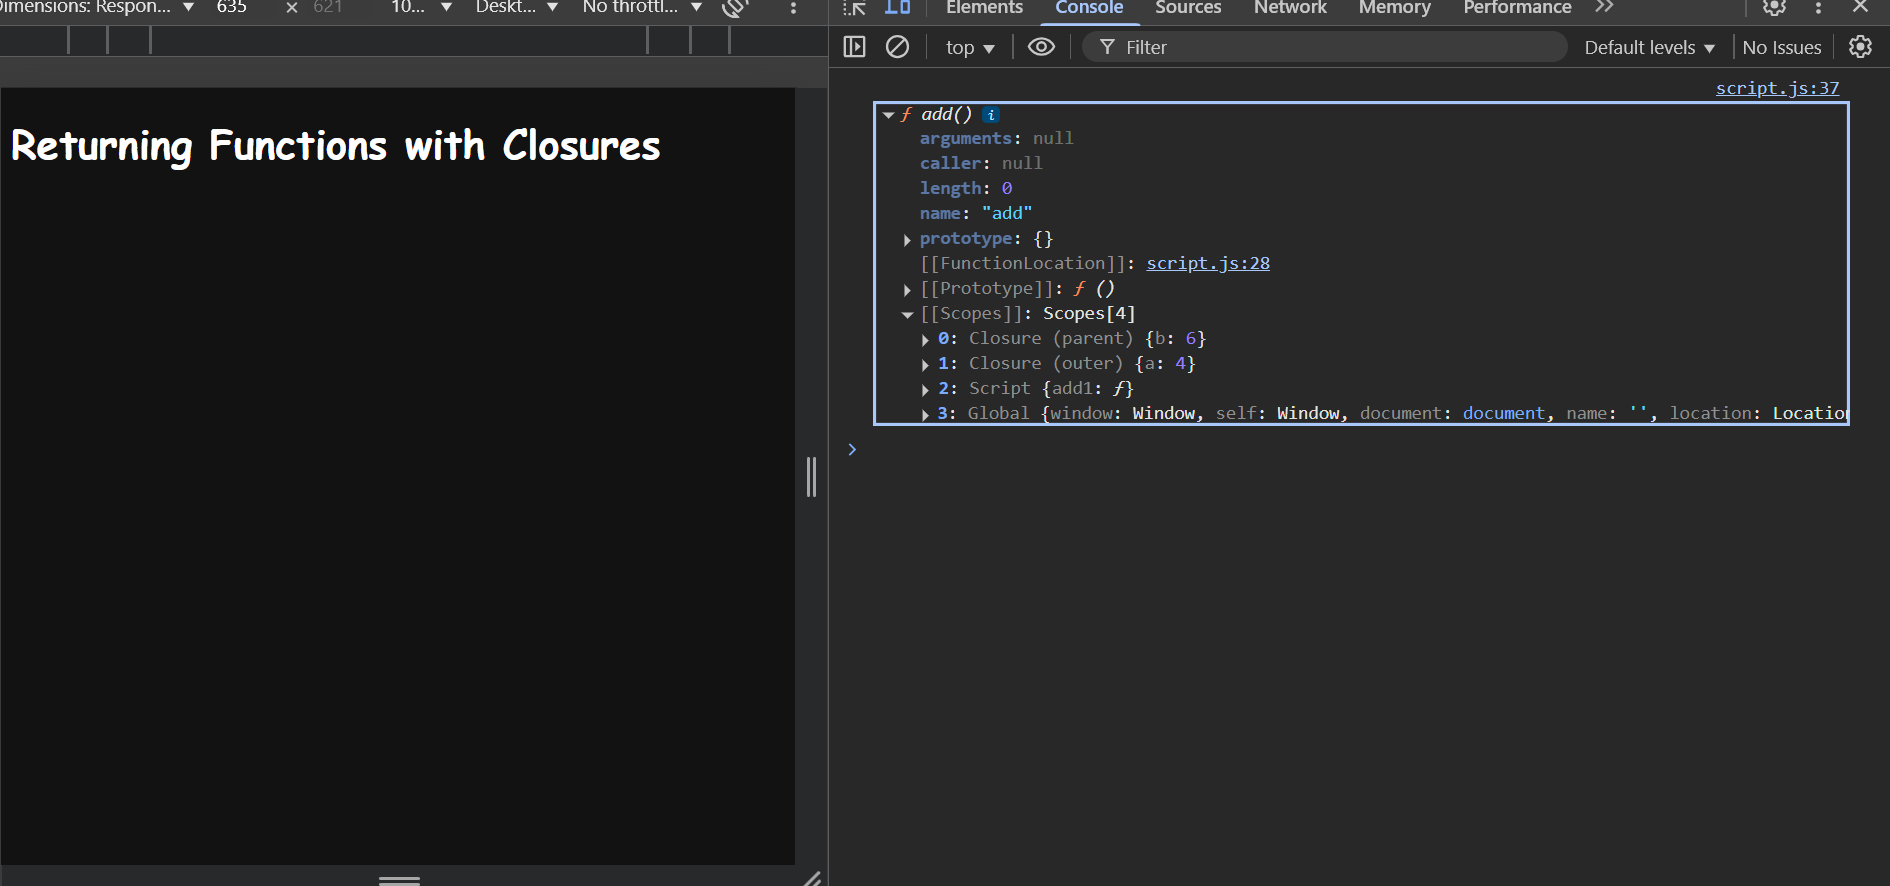 Dimensions: Respon... 635 × 621 10... Deskt... No throttl...
Elements Console Sources Network Memory Performance
top Filter Default levels No Issues
Returning Functions with Closures
script.js:37
ƒ add() i
arguments: null
caller: null
length: 0
name: "add"
prototype: {}
[[FunctionLocation]]: script.js:28
[[Prototype]]: ƒ ()
[[Scopes]]: Scopes[4]
0: Closure (parent) {b: 6}
1: Closure (outer) {a: 4}
2: Script {add1: ƒ}
3: Global {window: Window, self: Window, document: document, name: '', location: Location